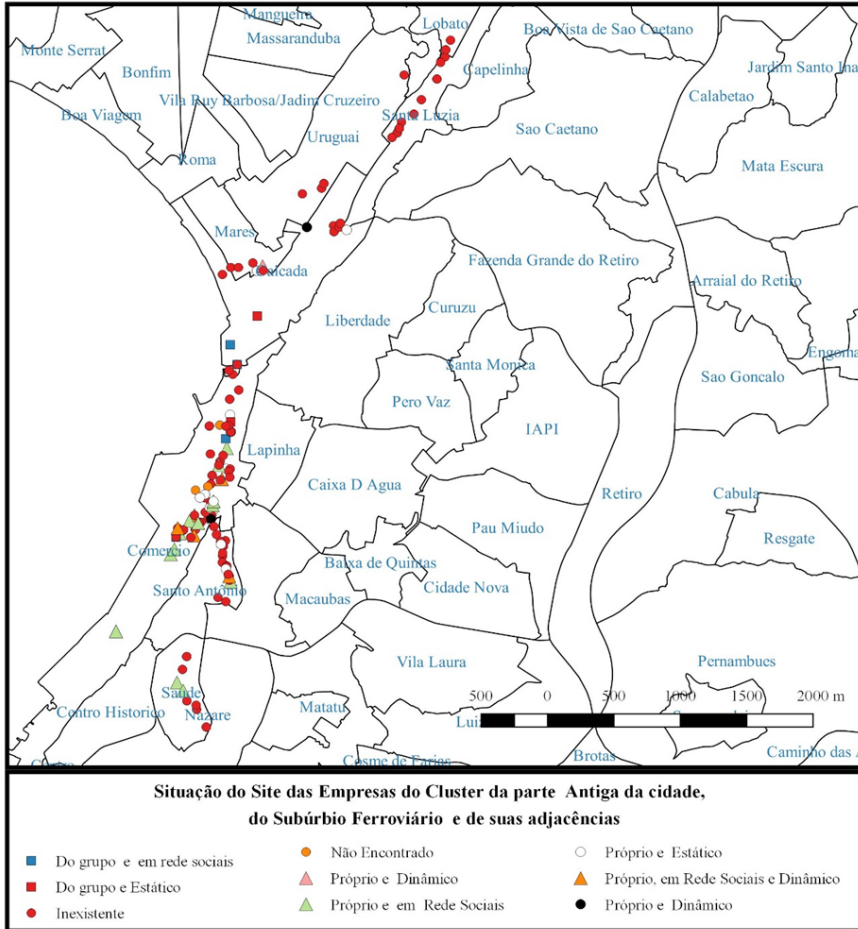 Mangueira
Lobato
Massaranduba
Boa Vista de Sao Caetano
Monte Serrat
Bonfim
Capelinha
Jardim Santo Ina
Vila Ruy Barbosa/Jadim Cruzeiro
Calabetao
Boa Viagem
Santa Luzia
Uruguai
Sao Caetano
Roma
Mata Escura
Mares
Calcada
Fazenda Grande do Retiro
Arraial do Retiro
Liberdade
Curuzu
Santa Monica
Engoma
Sao Goncalo
Pero Vaz
IAPI
Lapinha
Caixa D Agua
Retiro
Cabula
Pau Miudo
Resgate
Comercio
Baixa de Quintas
Santo Antônio
Macaubas
Cidade Nova
Vila Laura
Pernambues
Saude
500 0 500 1000 1500 2000 m
Centro Historico
Nazare
Matatu
Cosme de Farias
Brotas
Caminho das
Situação do Site das Empresas do Cluster da parte Antiga da cidade,
do Subúrbio Ferroviário e de suas adjacências
Do grupo e em rede sociais
Não Encontrado
Próprio e Estático
Do grupo e Estático
Próprio e Dinâmico
Próprio, em Rede Sociais e Dinâmico
Inexistente
Próprio e em Rede Sociais
Próprio e Dinâmico